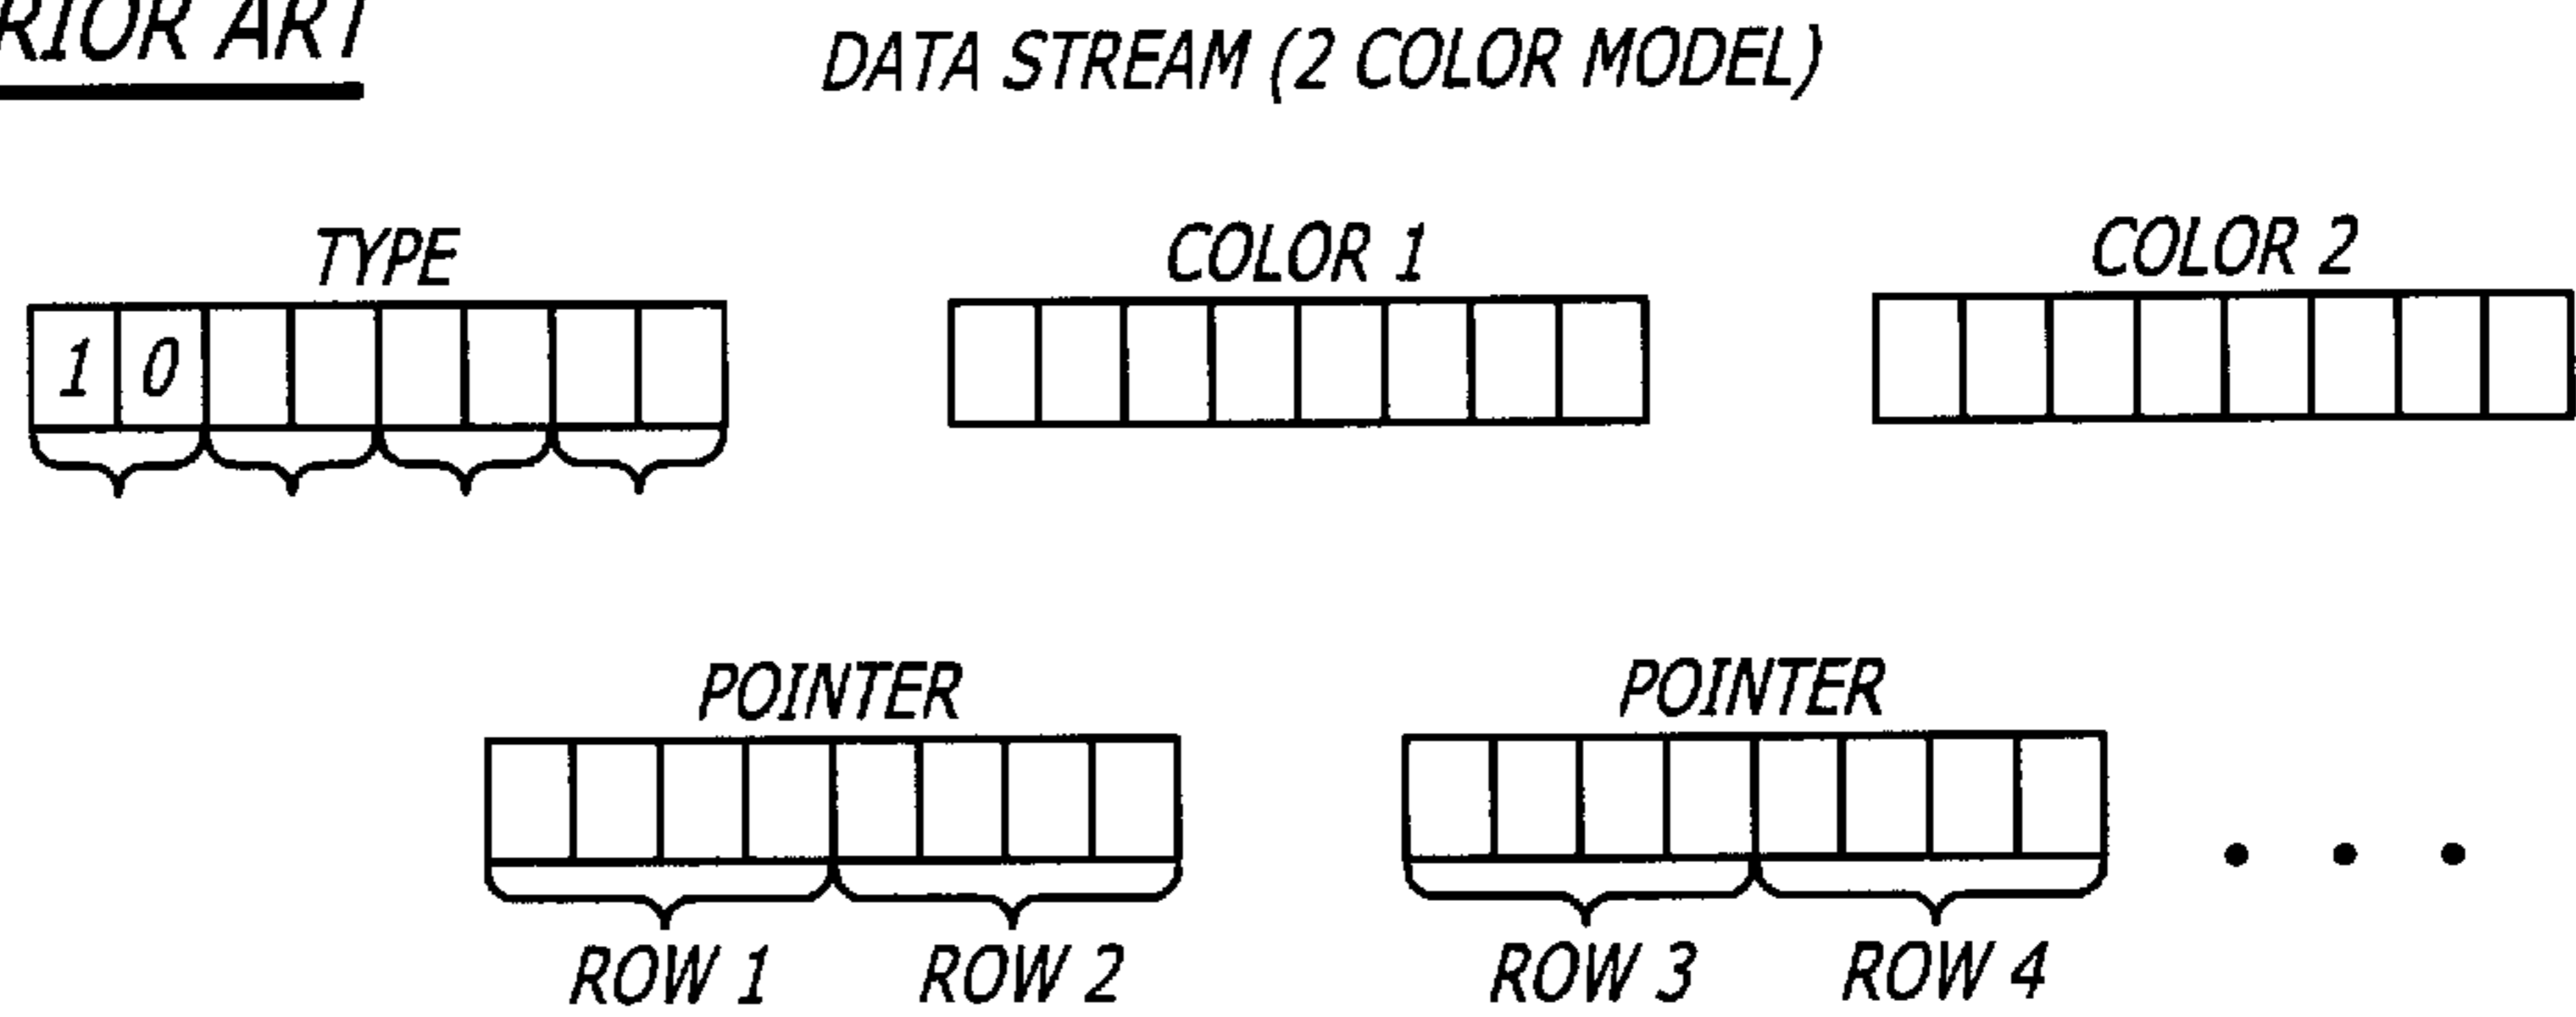 RIOR ART
DATA STREAM (2 COLOR MODEL)
TYPE
COLOR 1
COLOR 2
1 0
POINTER
POINTER
ROW 1
ROW 2
ROW 3
ROW 4